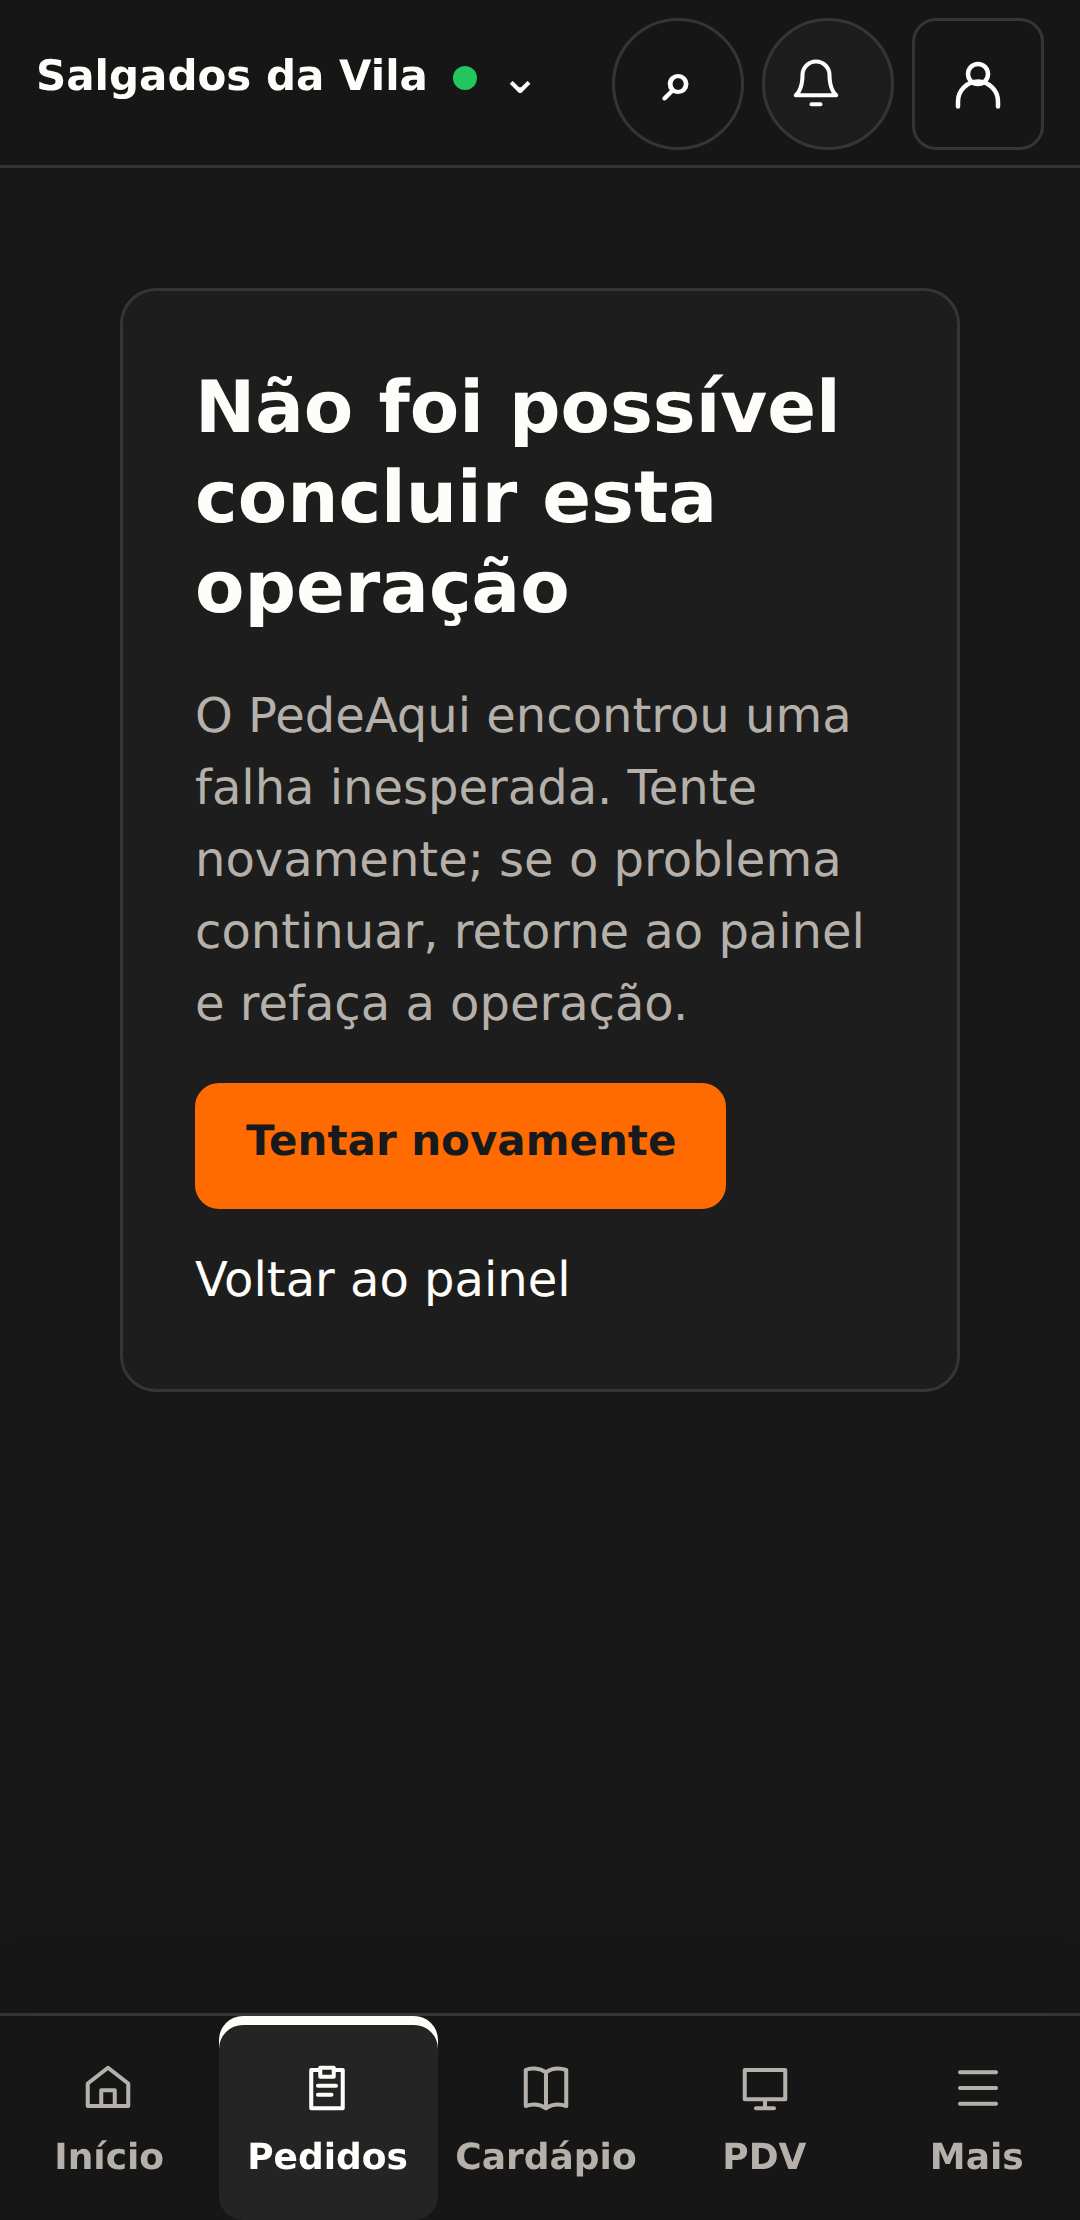 Salgados da Vila
Não foi possível
concluir esta
operação
O PedeAqui encontrou uma
falha inesperada. Tente
novamente; se o problema
continuar, retorne ao painel
e refaça a operação.
Tentar novamente
Voltar ao painel
Início
Pedidos
Cardápio
PDV
Mais